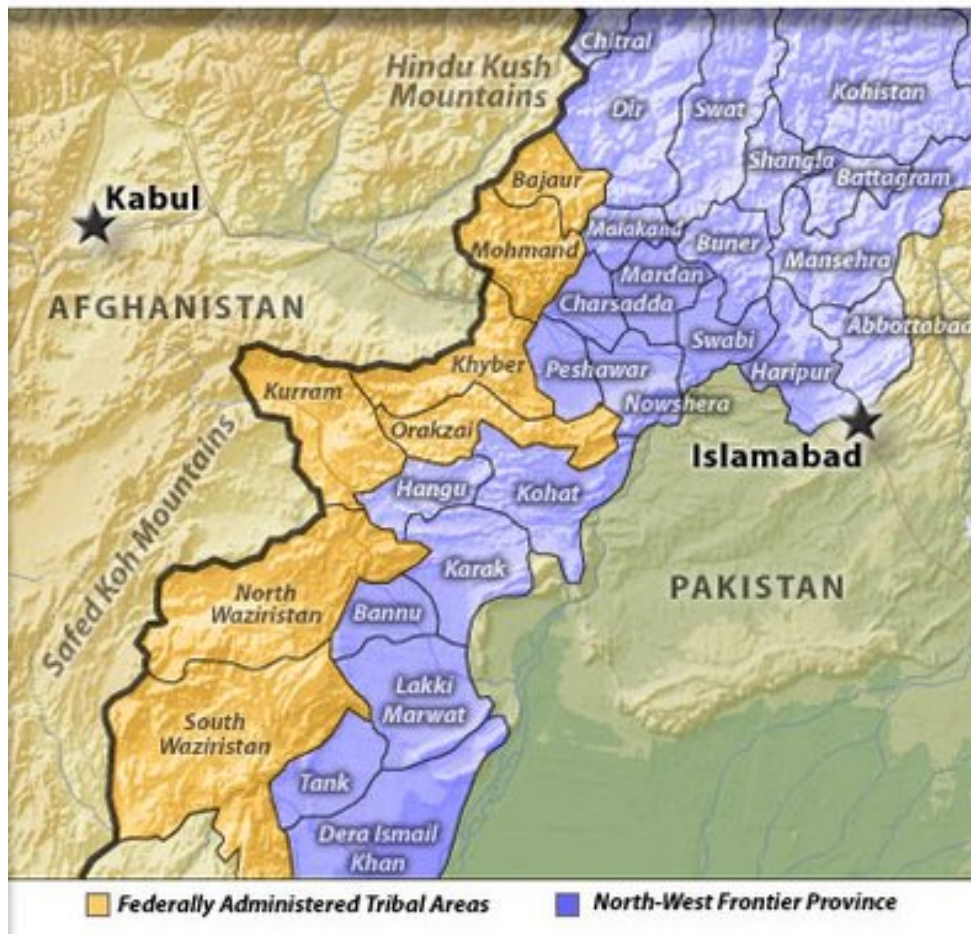 Chitral
Hindu Kush
Mountains
Dir
Swat
Kohistan
Shangla
Battagram
Bajaur
Kabul
Malakand
Buner
Mohmand
Mansehra
Mardan
AFGHANISTAN
Charsadda
Abbottabad
Swabi
Khyber
Peshawar
Haripur
Kurram
Nowshera
Orakzai
Islamabad
Safed Koh Mountains
Hangu
Kohat
Karak
PAKISTAN
North
Waziristan
Bannu
Lakki
Marwat
South
Waziristan
Tank
Dera Ismail
Khan
Federally Administered Tribal Areas
North-West Frontier Province